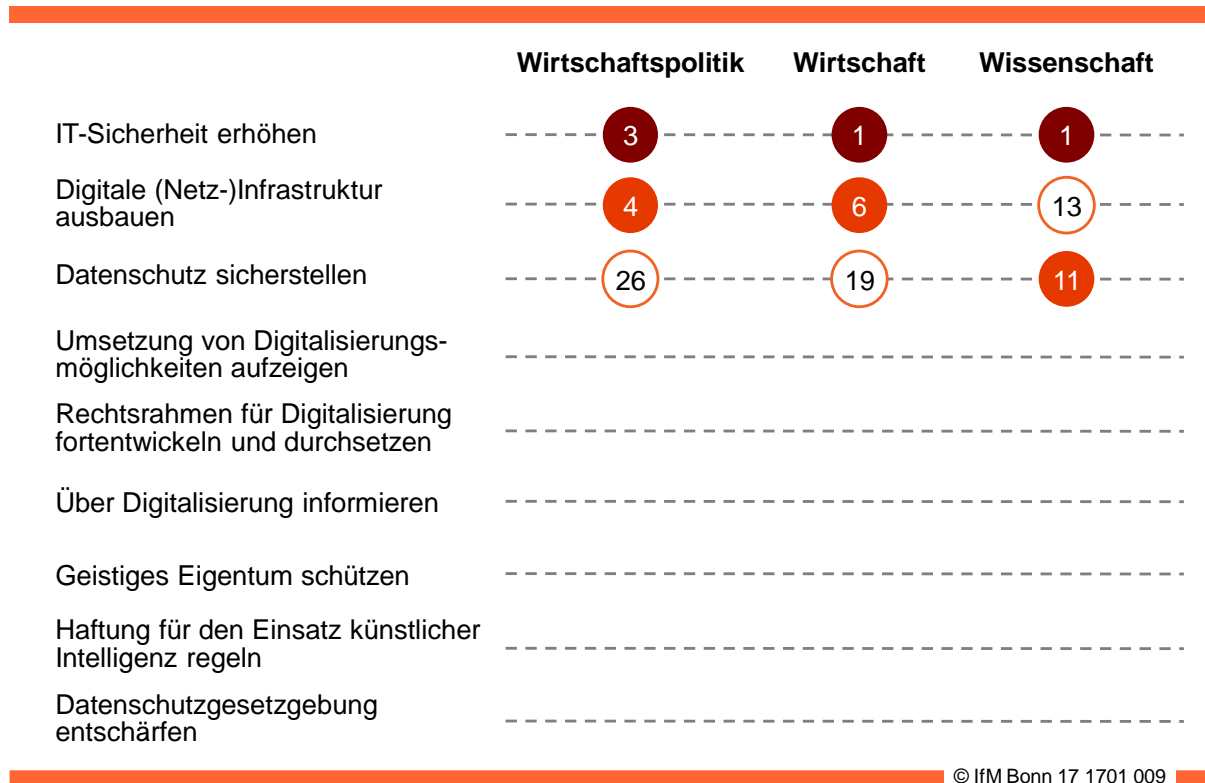 Wirtschaftspolitik Wirtschaft Wissenschaft
IT-Sicherheit erhöhen 3 1 1
Digitale (Netz-)Infrastruktur
ausbauen 4 6 13
Datenschutz sicherstellen 26 19 11
Umsetzung von Digitalisierungs-
möglichkeiten aufzeigen
Rechtsrahmen für Digitalisierung
fortentwickeln und durchsetzen
Über Digitalisierung informieren
Geistiges Eigentum schützen
Haftung für den Einsatz künstlicher
Intelligenz regeln
Datenschutzgesetzgebung
entschärfen
© IfM Bonn 17 1701 009